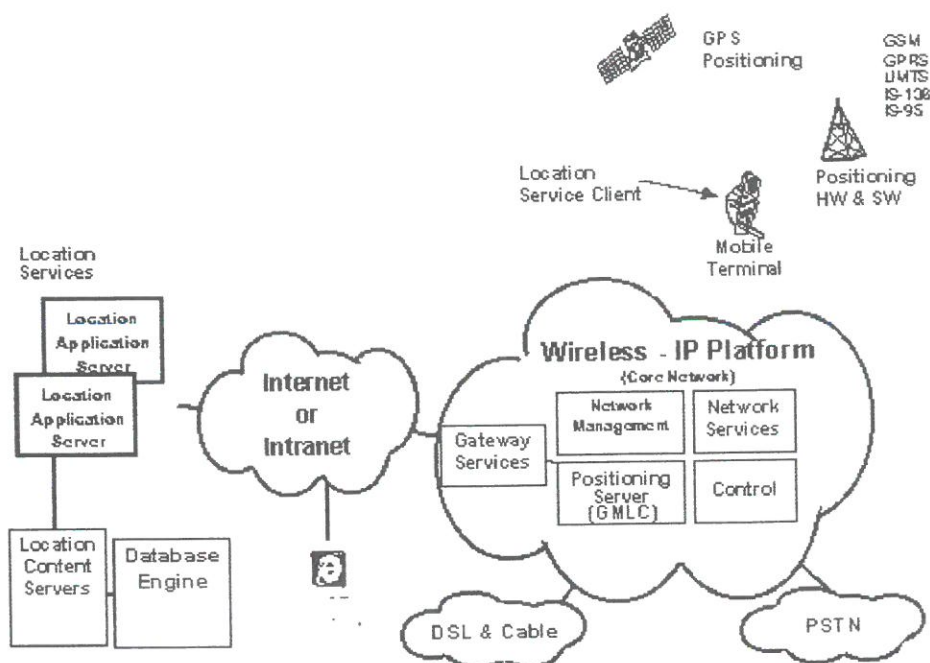 GPS
Positioning
GSM
GPRS
UMTS
IS-136
IS-95
Positioning
HW & SW
Location
Service Client
Mobile
Terminal
Location
Services
Location
Application
Server
Location
Application
Server
Internet
or
Intranet
Wireless - IP Platform
(Core Network)
Network
Management
Network
Services
Gateway
Services
Positioning
Server
(GMLC)
Control
Location
Content
Servers
Database
Engine
DSL & Cable
PSTN